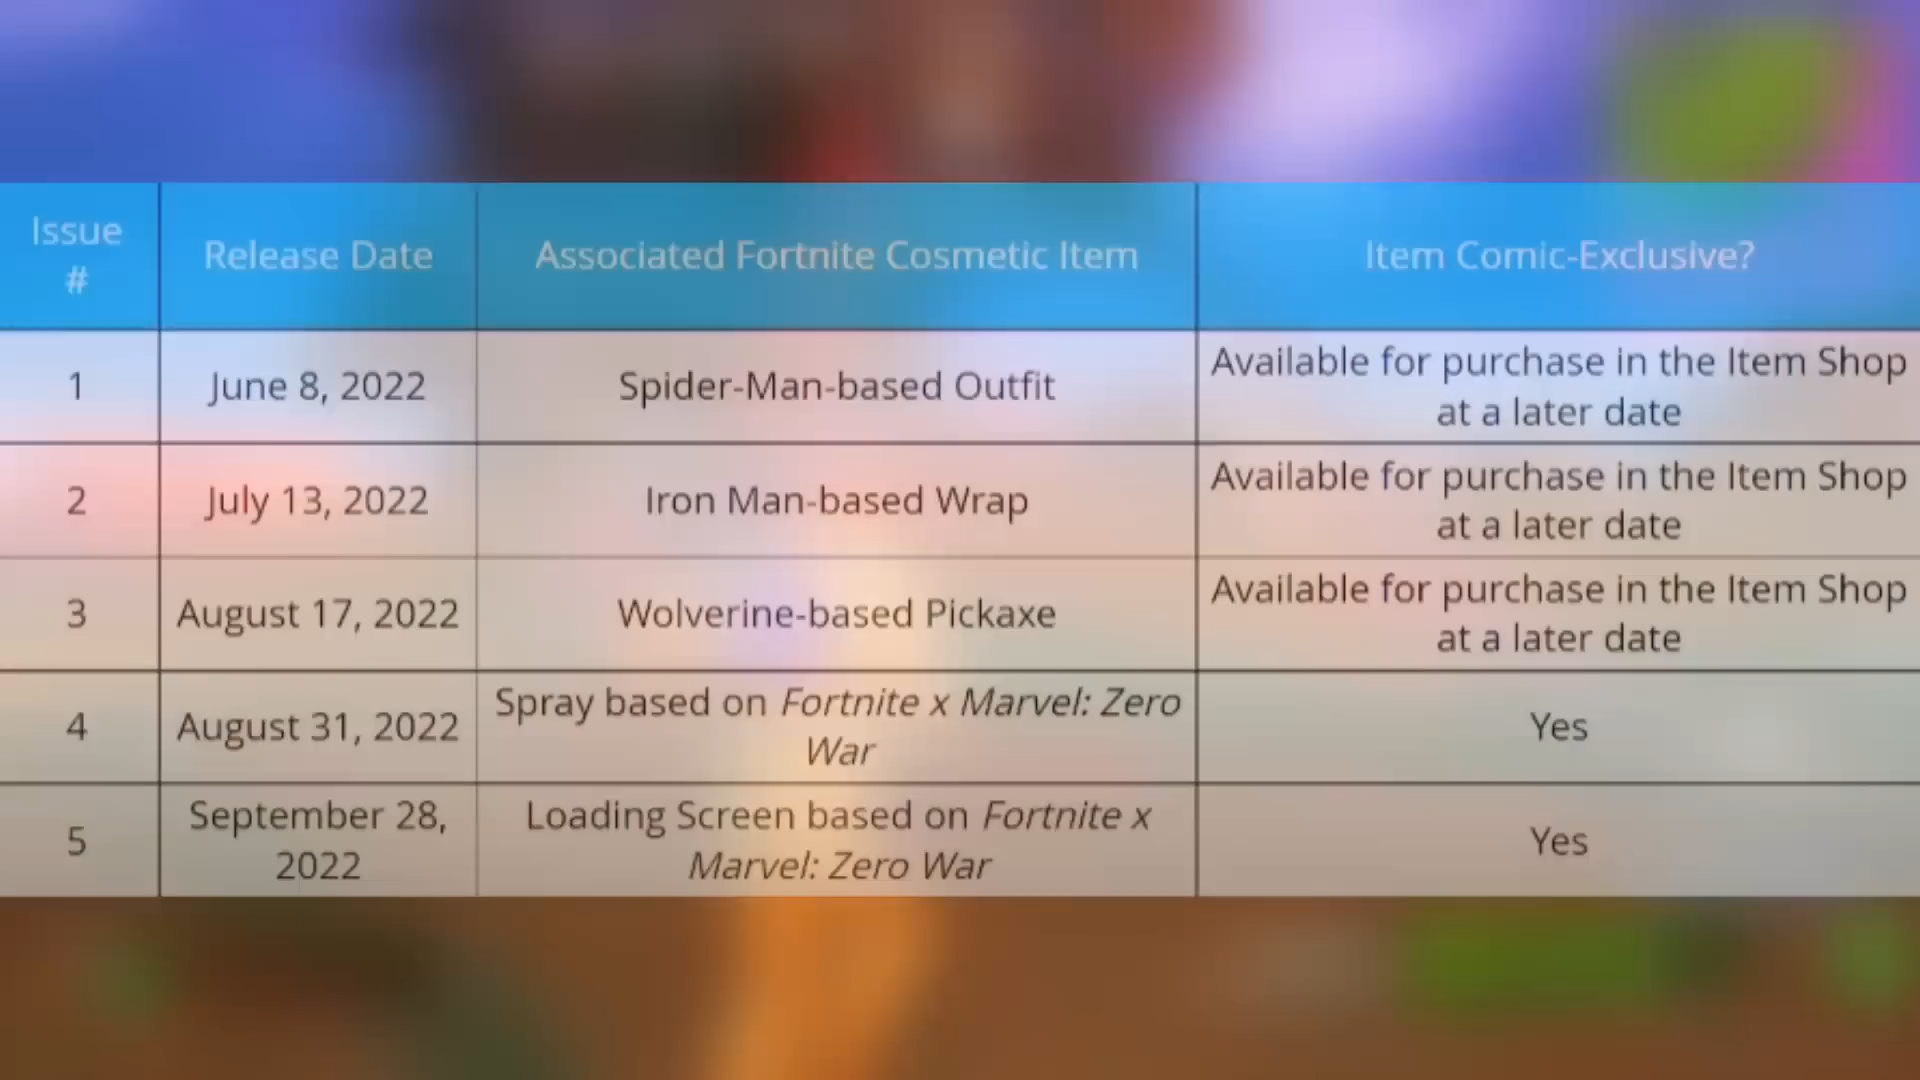 Issue
#
Release Date
Associated Fortnite Cosmetic Item
Item Comic-Exclusive?
1
June 8, 2022
Spider-Man-based Outfit
Available for purchase in the Item Shop
at a later date
2
July 13, 2022
Iron Man-based Wrap
Available for purchase in the Item Shop
at a later date
3
August 17, 2022
Wolverine-based Pickaxe
Available for purchase in the Item Shop
at a later date
4
August 31, 2022
Spray based on Fortnite x Marvel: Zero
War
Yes
5
September 28,
2022
Loading Screen based on Fortnite x
Marvel: Zero War
Yes